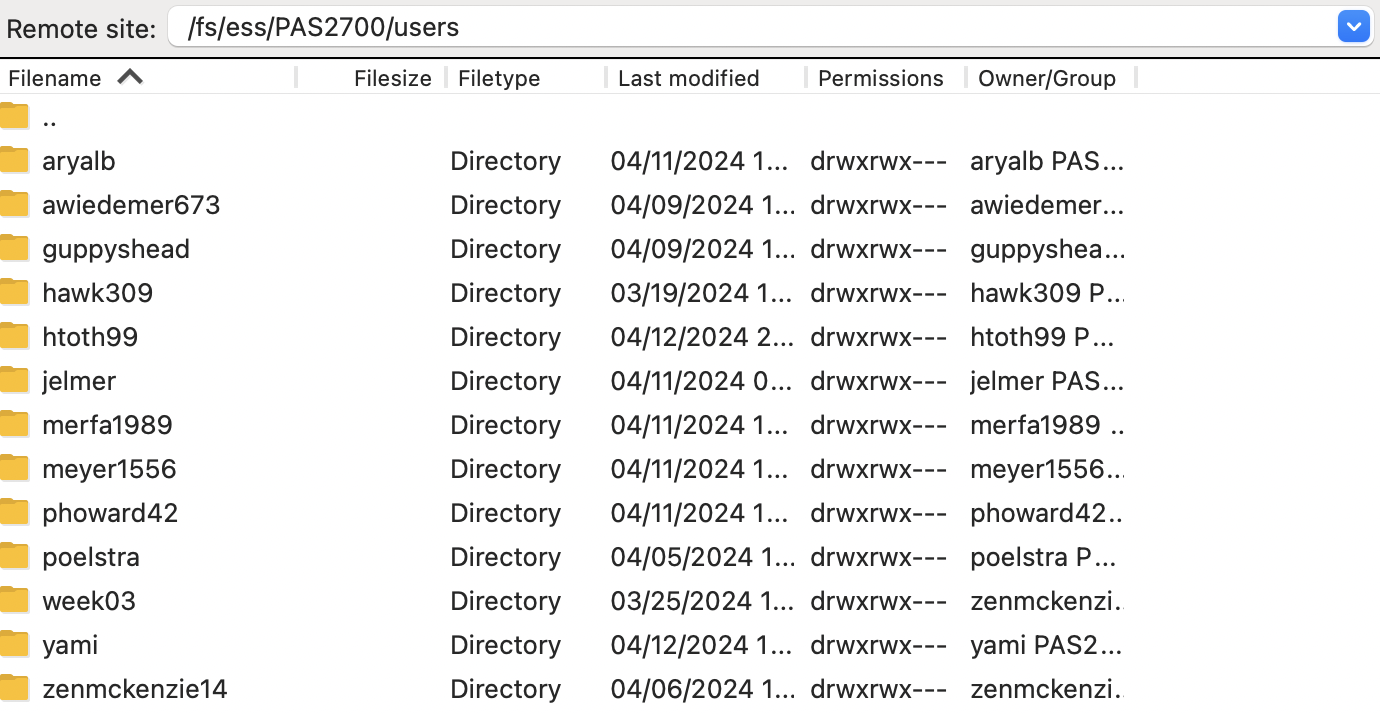 Remote site: /fs/ess/PAS2700/users
Filename Filesize Filetype Last modified Permissions Owner/Group
..
aryalb Directory 04/11/2024 1... drwxrwx--- aryalb PAS...
awiedemer673 Directory 04/09/2024 1... drwxrwx--- awiedemer...
guppyshead Directory 04/09/2024 1... drwxrwx--- guppyshea...
hawk309 Directory 03/19/2024 1... drwxrwx--- hawk309 P...
htoth99 Directory 04/12/2024 2... drwxrwx--- htoth99 P...
jelmer Directory 04/11/2024 0... drwxrwx--- jelmer PAS...
merfa1989 Directory 04/11/2024 1... drwxrwx--- merfa1989 ..
meyer1556 Directory 04/11/2024 1... drwxrwx--- meyer1556...
phoward42 Directory 04/11/2024 1... drwxrwx--- phoward42..
poelstra Directory 04/05/2024 1... drwxrwx--- poelstra P...
week03 Directory 03/25/2024 1... drwxrwx--- zenmckenzi.
yami Directory 04/12/2024 1... drwxrwx--- yami PAS2...
zenmckenzie14 Directory 04/06/2024 1... drwxrwx--- zenmckenzi.